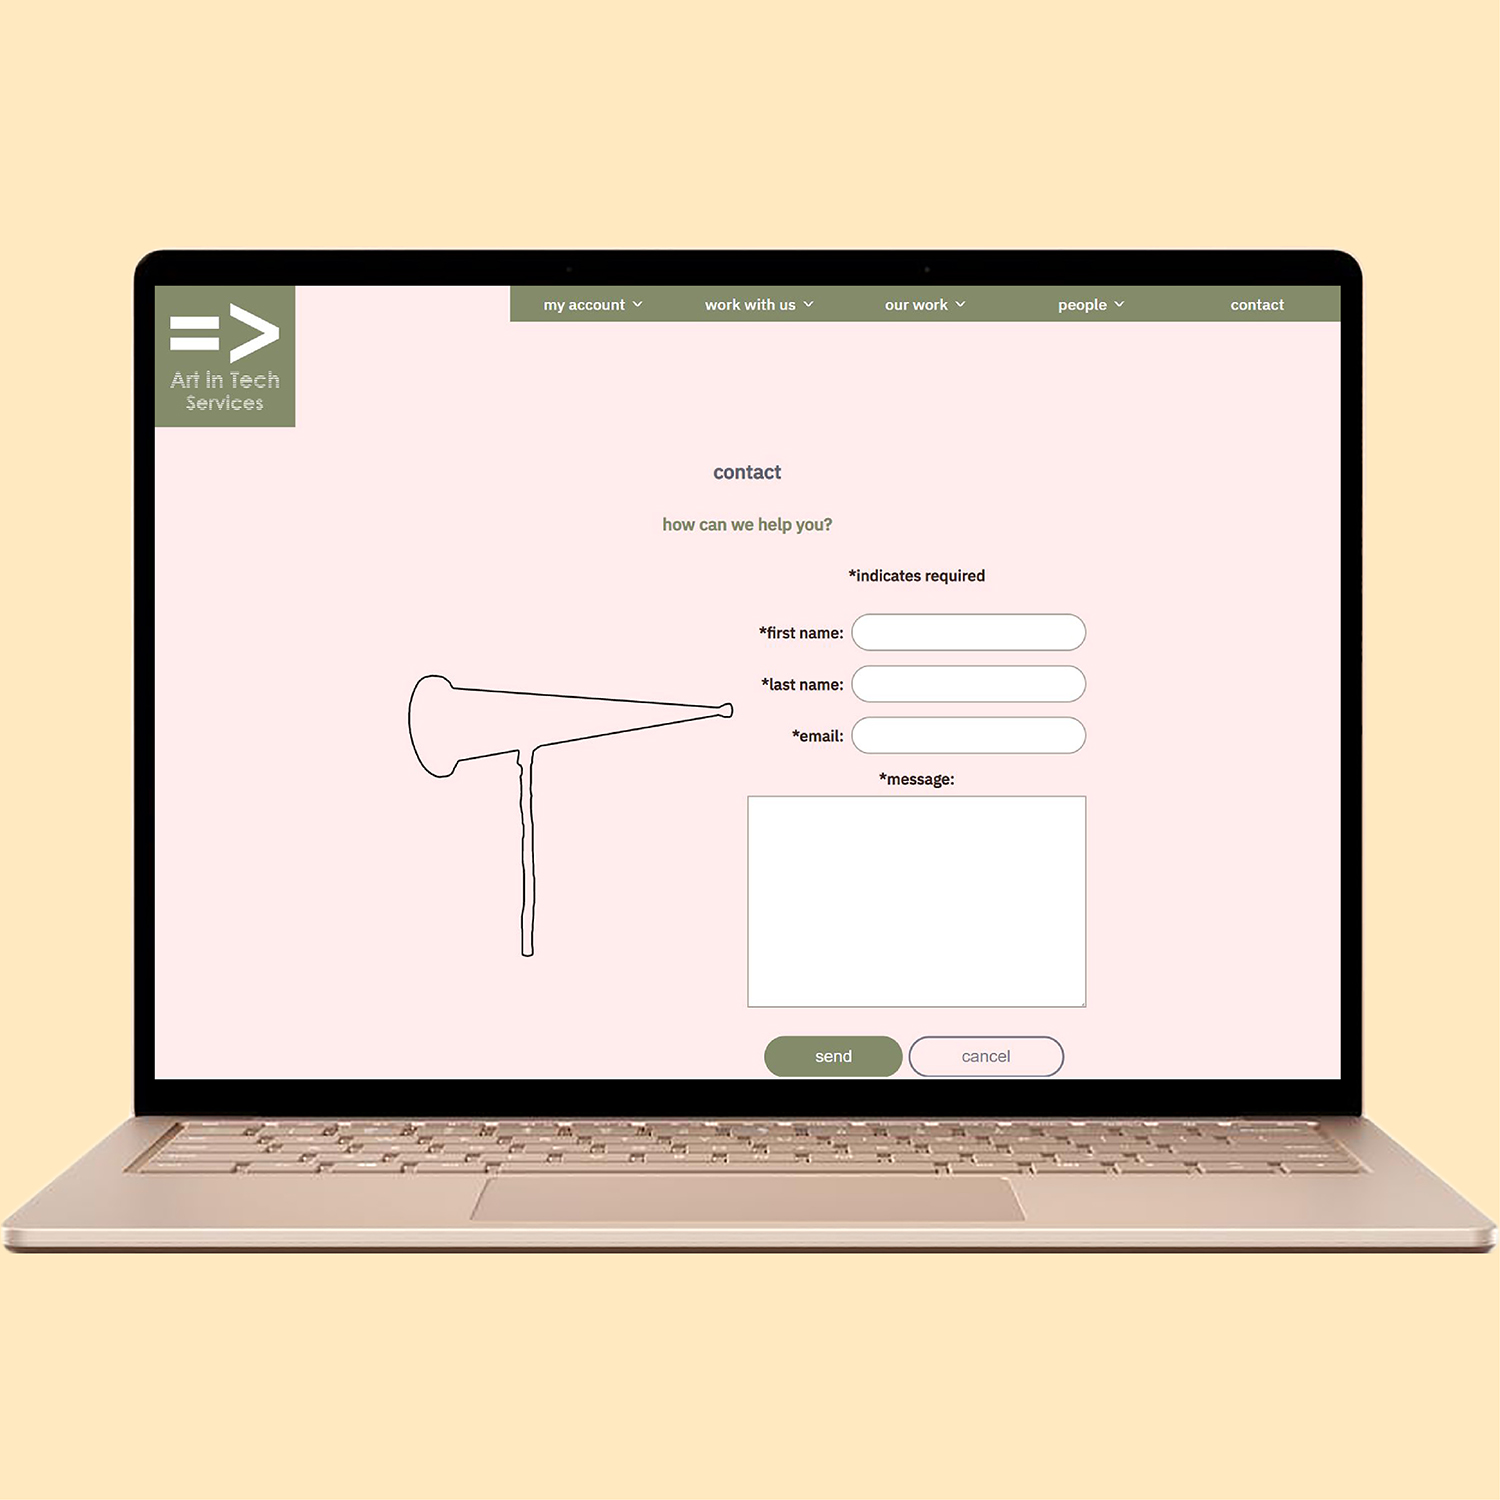 =>
Art in Tech
Services
my account
work with us
our work
people
contact
contact
how can we help you?
*indicates required
*first name:
*last name:
*email:
*message:
send
cancel